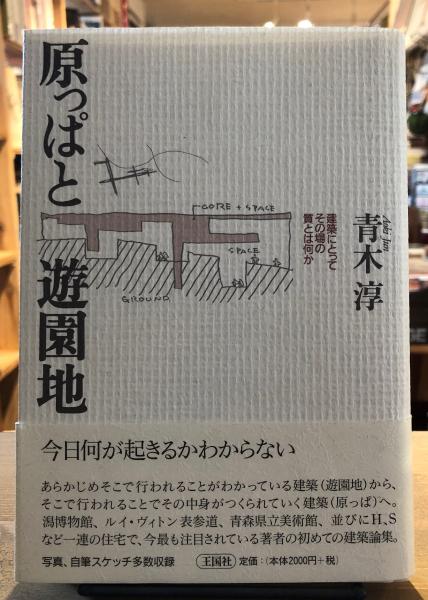 原っぱと 遊園地
建築にとって
その場の
質とは何か
Aoki Jun
青木 淳
CORE + SPACE
SPACE
GROUND
今日何が起きるかわからない
あらかじめそこで行われることがわかっている建築(遊園地)から、
そこで行われることでその中身がつくられていく建築(原っぱ)へ。
潟博物館、ルイ・ヴィトン表参道、青森県立美術館、並びにH、S
など一連の住宅で、今最も注目されている著者の初めての建築論集。
写真、自筆スケッチ多数収録
王国社
定価:(本体2000円+税)